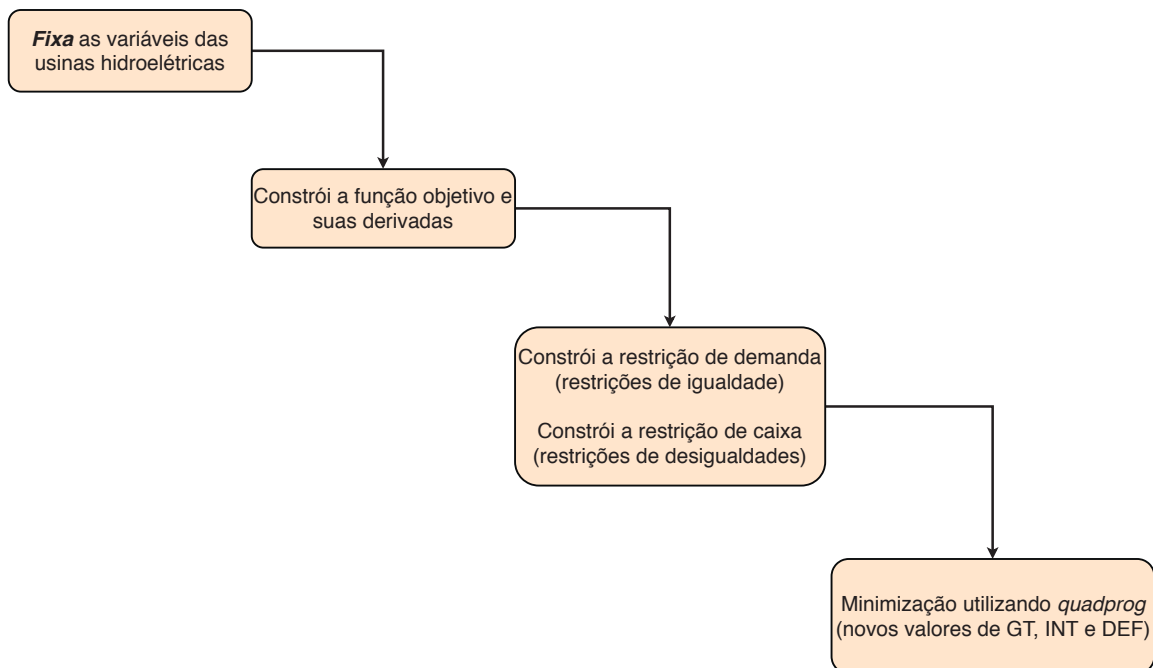 Fixa as variáveis das
usinas hidroelétricas
Constrói a função objetivo e
suas derivadas
Constrói a restrição de demanda
(restrições de igualdade)
Constrói a restrição de caixa
(restrições de desigualdades)
Minimização utilizando quadprog
(novos valores de GT, INT e DEF)